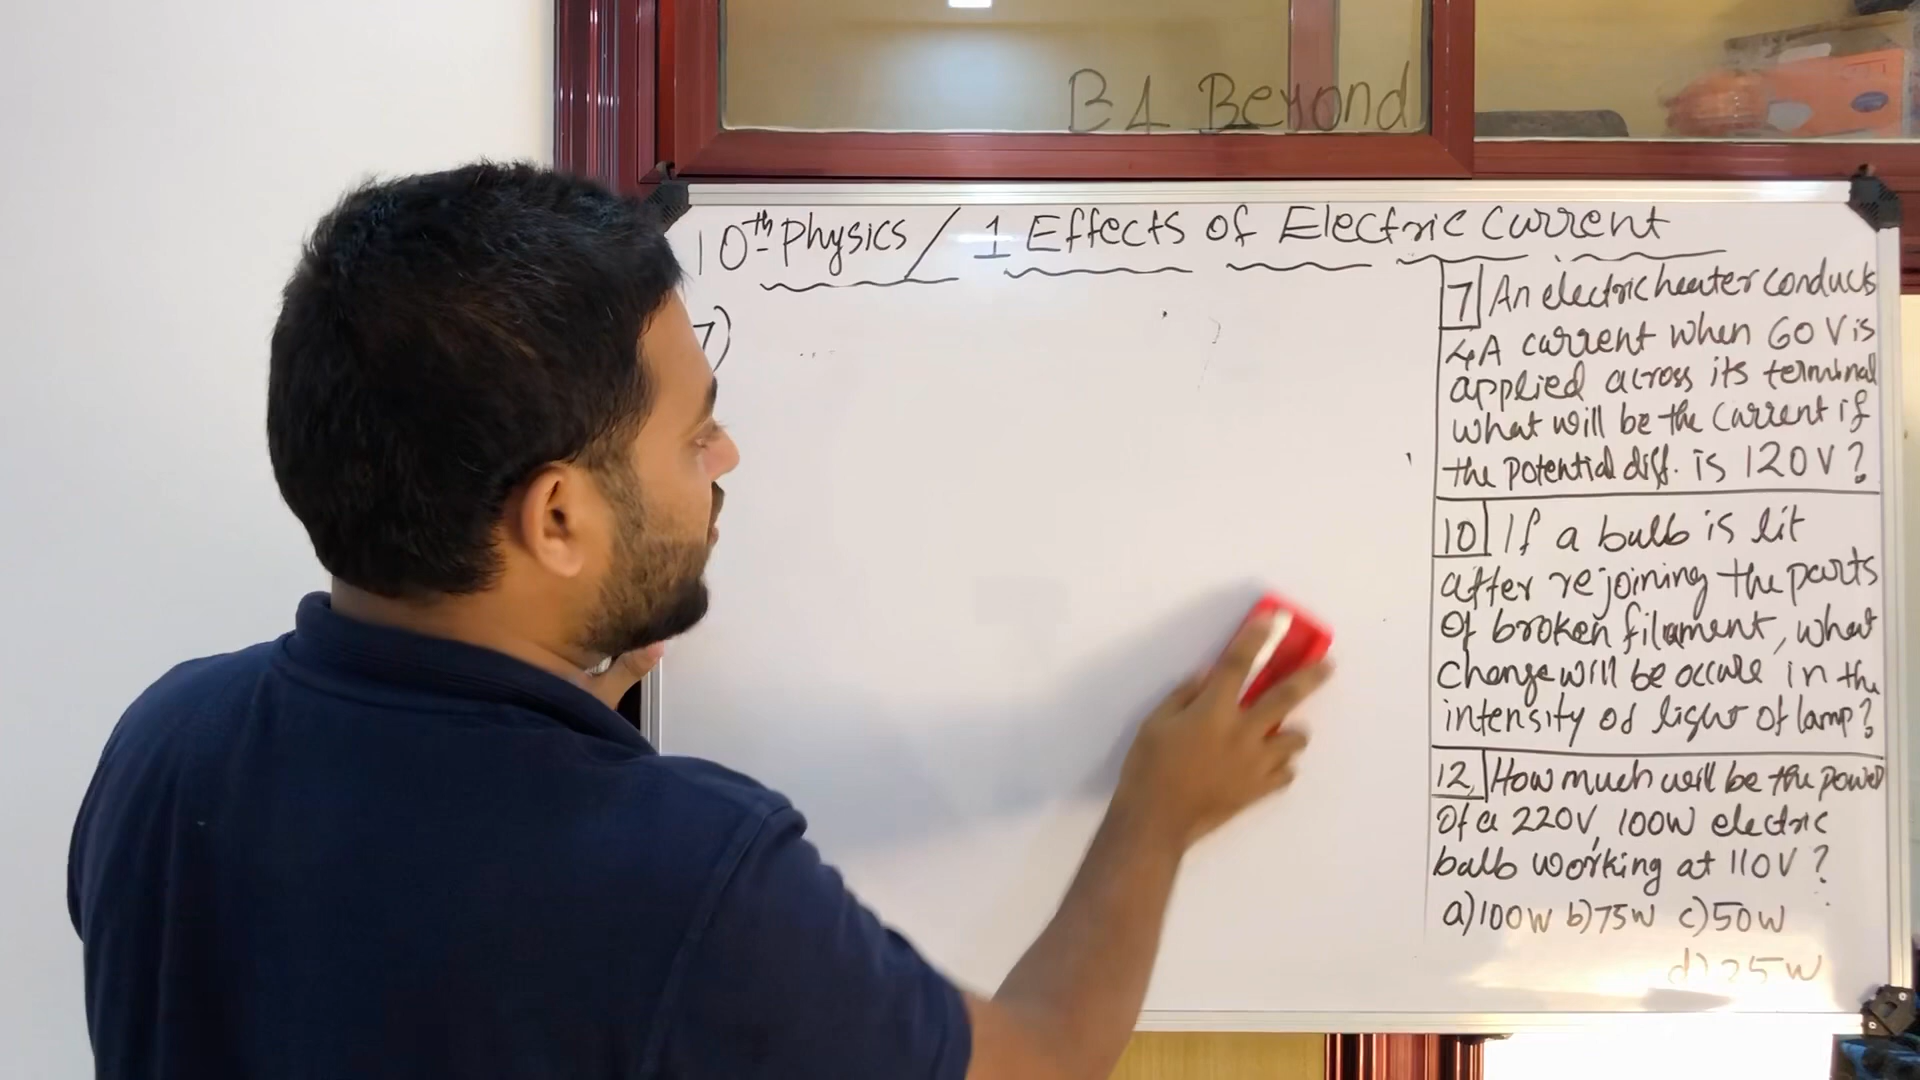 B4 Beyond
10th Physics / 1 Effects of Electric Current
7)
7 An electric heater conducts
4A current when 60 V is
applied across its terminal
what will be the current if
the potential diff. is 120V?
10 If a bulb is lit
after rejoining the parts
of broken filament, what
change will be occure in the
intensity od light of lamp?
12 How much will be the power
of a 220V, 100W electric
bulb working at 110V?
a)100W b)75W c)50W
d)25W